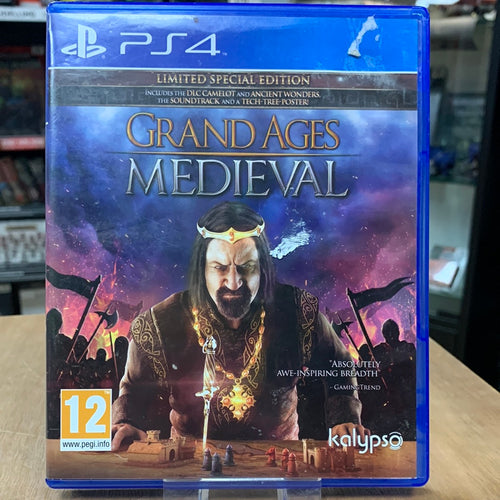 PS4
LIMITED SPECIAL EDITION
INCLUDES THE DLC CAMELOT AND ANCIENT WONDERS,
THE SOUNDTRACK AND A TECH-TREE-POSTER!
GRAND AGES
MEDIEVAL
"ABSOLUTELY
AWE-INSPIRING BREADTH"
- GAMINGTREND
12
www.pegi.info
kalypso